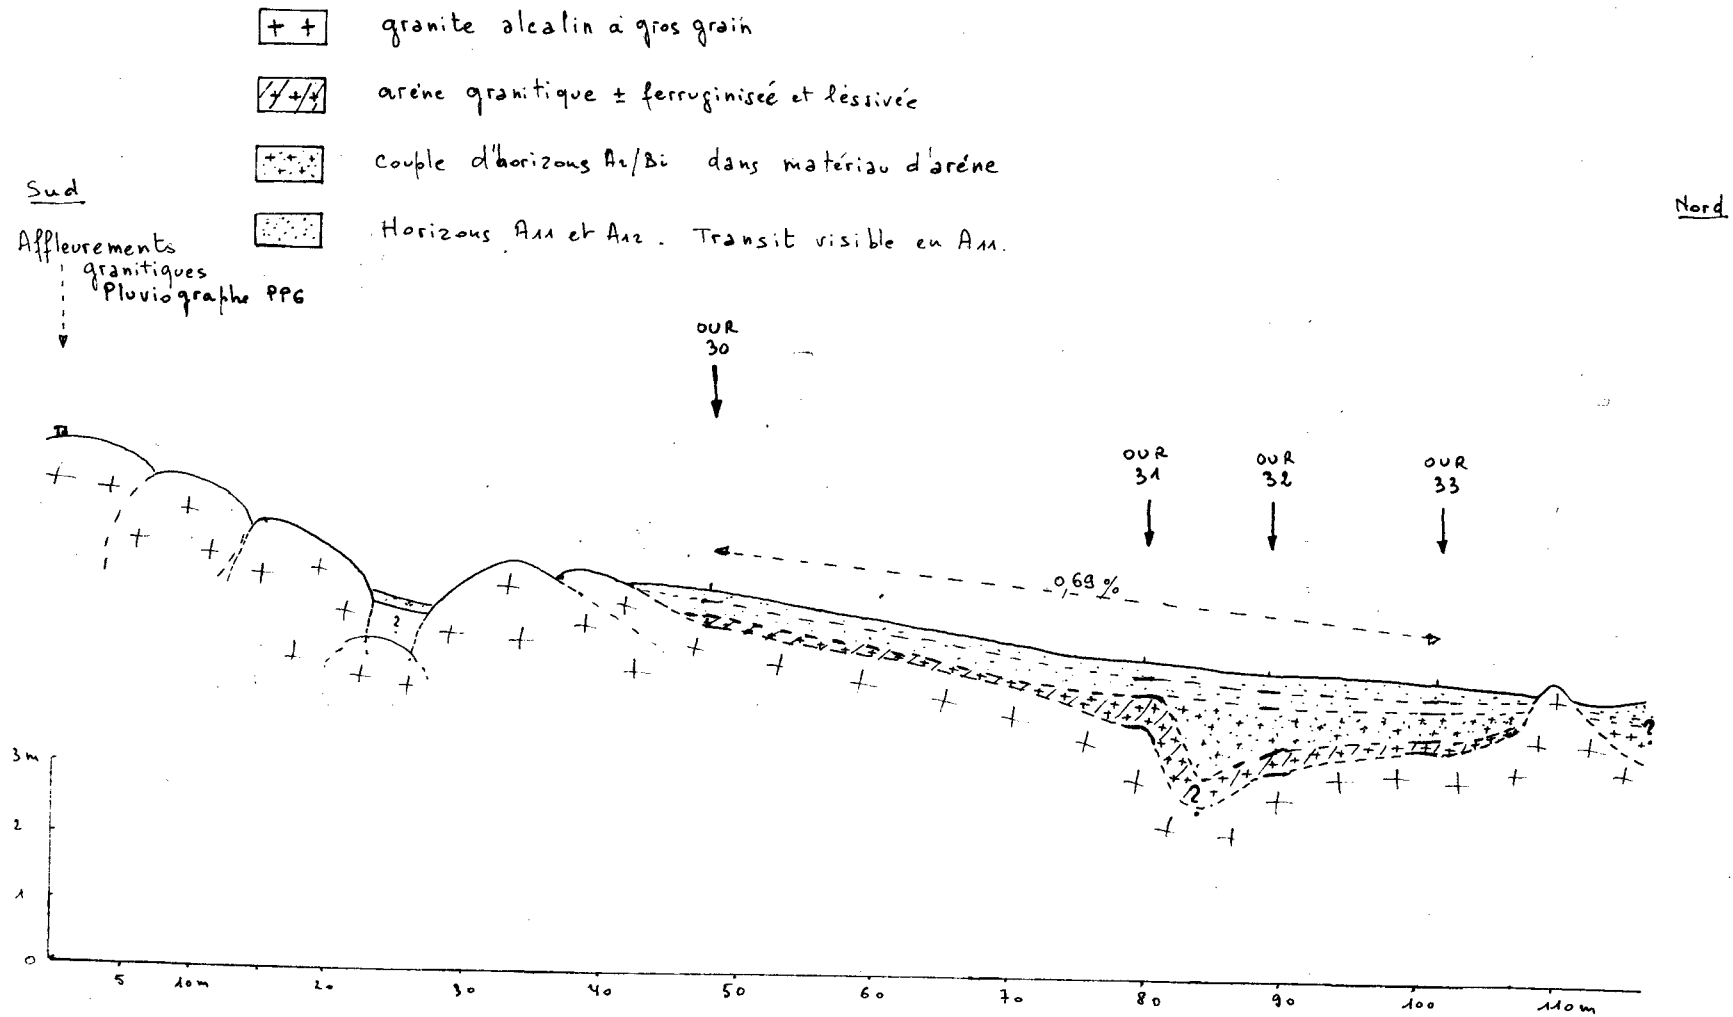 granite alcalin à gros grain
arène granitique ± ferruginiseé et léssivée
couple d'horizons A2/Bi dans matériau d'arène
Horizons A11 et A12. Transit visible en A11.
Sud
Nord
Affleurements
granitiques
Pluviographe PP6
OUR
30
OUR
31
OUR
32
OUR
33
0,69 %
?
?
?
3 m
2
1
0
5 10 m 20 30 40 50 60 70 80 90 100 110 m